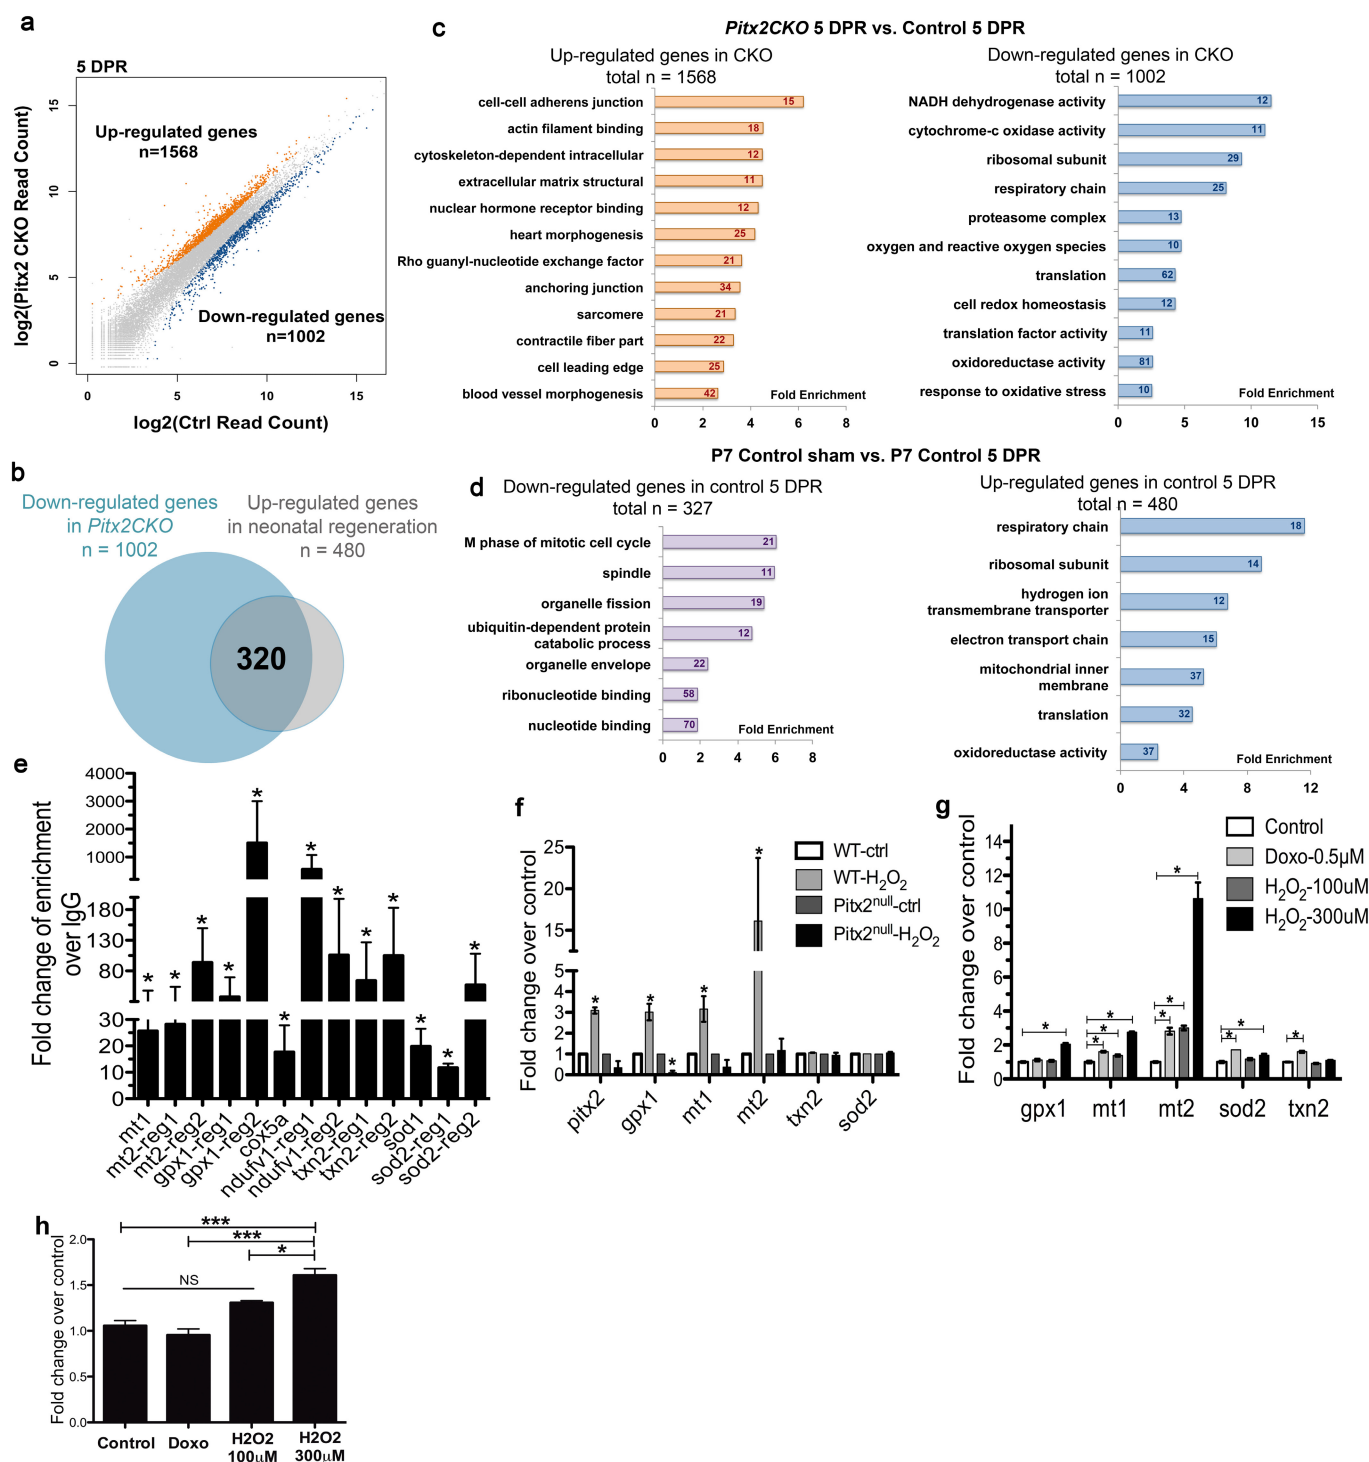 a
5 DPR
Up-regulated genes
n=1568
Down-regulated genes
n=1002
log2(Pitx2 CKO Read Count)
15
10
5
0
0 5 10 15
log2(Ctrl Read Count)
b
Down-regulated genes
in Pitx2CKO
n = 1002
Up-regulated genes
in neonatal regeneration
n = 480
320
c
Pitx2CKO 5 DPR vs. Control 5 DPR
Up-regulated genes in CKO
total n = 1568
cell-cell adherens junction 15
actin filament binding 18
cytoskeleton-dependent intracellular 12
extracellular matrix structural 11
nuclear hormone receptor binding 12
heart morphogenesis 25
Rho guanyl-nucleotide exchange factor 21
anchoring junction 34
sarcomere 21
contractile fiber part 22
cell leading edge 25
blood vessel morphogenesis 42
Fold Enrichment
0 2 4 6 8
Down-regulated genes in CKO
total n = 1002
NADH dehydrogenase activity 12
cytochrome-c oxidase activity 11
ribosomal subunit 29
respiratory chain 25
proteasome complex 13
oxygen and reactive oxygen species 10
translation 62
cell redox homeostasis 12
translation factor activity 11
oxidoreductase activity 81
response to oxidative stress 10
Fold Enrichment
0 5 10 15
P7 Control sham vs. P7 Control 5 DPR
d
Down-regulated genes in control 5 DPR
total n = 327
M phase of mitotic cell cycle 21
spindle 11
organelle fission 19
ubiquitin-dependent protein
catabolic process 12
organelle envelope 22
ribonucleotide binding 58
nucleotide binding 70
Fold Enrichment
0 2 4 6 8
Up-regulated genes in control 5 DPR
total n = 480
respiratory chain 18
ribosomal subunit 14
hydrogen ion
transmembrane transporter 12
electron transport chain 15
mitochondrial inner
membrane 37
translation 32
oxidoreductase activity 37
Fold Enrichment
0 4 8 12
e
Fold change of enrichment
over IgG
4000
3000
2000
1000
180
130
80
30
20
10
0
* * * * * * * * * * * * *
mt1
mt2-reg1
mt2-reg2
gpx1-reg1
gpx1-reg2
cox5a
ndufv1-reg1
ndufv1-reg2
txn2-reg1
txn2-reg2
sod1
sod2-reg1
sod2-reg2
f
Fold change over control
25
20
15
5
4
3
2
1
0
* * * * *
WT-ctrl
WT-H2O2
Pitx2null-ctrl
Pitx2null-H2O2
pitx2
gpx1
mt1
mt2
txn2
sod2
g
Fold change over control
14
12
10
8
6
4
2
0
* * * * * * * * * *
Control
Doxo-0.5µM
H2O2-100uM
H2O2-300uM
gpx1 mt1 mt2 sod2 txn2
h
Fold change over control
2.0
1.5
1.0
0.5
0.0
***
***
*
NS
Control Doxo H2O2 H2O2
100µM 300µM